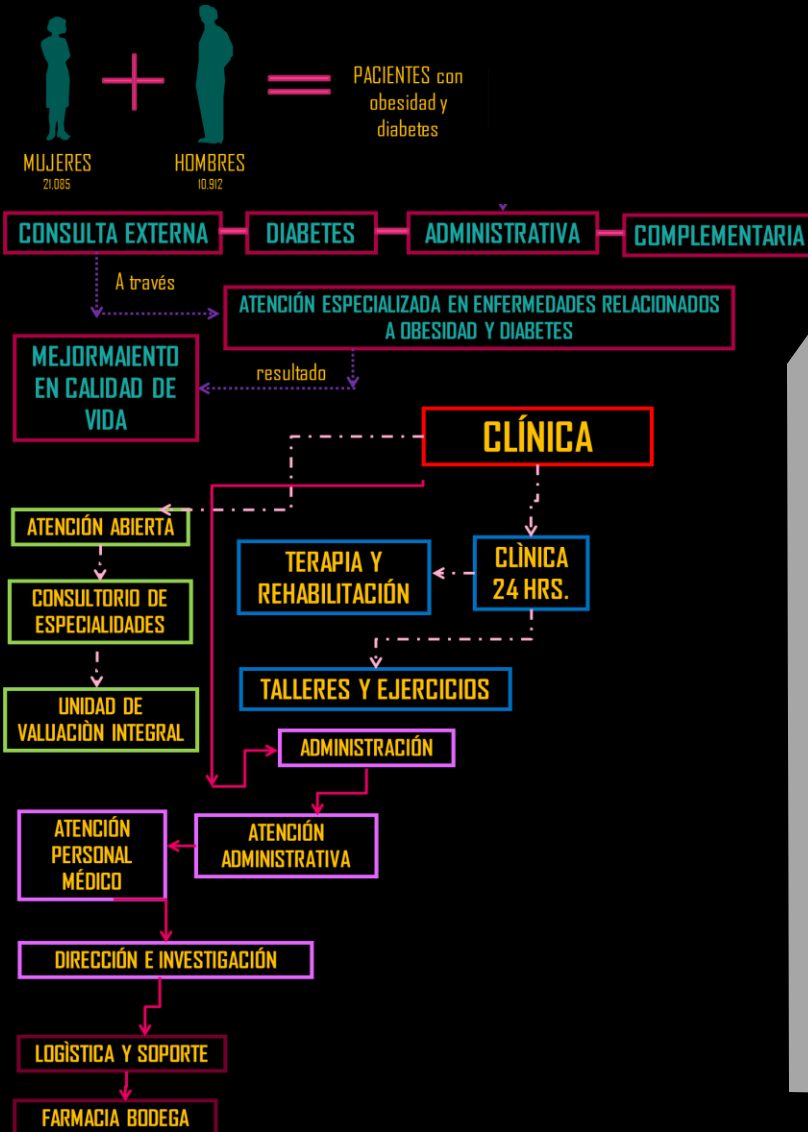 PACIENTES con
obesidad y
diabetes
MUJERES
21.085
HOMBRES
10.912
CONSULTA EXTERNA
DIABETES
ADMINISTRATIVA
COMPLEMENTARIA
A través
ATENCIÓN ESPECIALIZADA EN ENFERMEDADES RELACIONADOS
A OBESIDAD Y DIABETES
MEJORMAIENTO
EN CALIDAD DE
VIDA
resultado
CLÍNICA
ATENCIÓN ABIERTA
CONSULTORIO DE
ESPECIALIDADES
UNIDAD DE
VALUACIÒN INTEGRAL
TERAPIA Y
REHABILITACIÓN
CLÌNICA
24 HRS.
TALLERES Y EJERCICIOS
ADMINISTRACIÓN
ATENCIÓN
ADMINISTRATIVA
ATENCIÓN
PERSONAL
MÉDICO
DIRECCIÓN E INVESTIGACIÓN
LOGÌSTICA Y SOPORTE
FARMACIA BODEGA